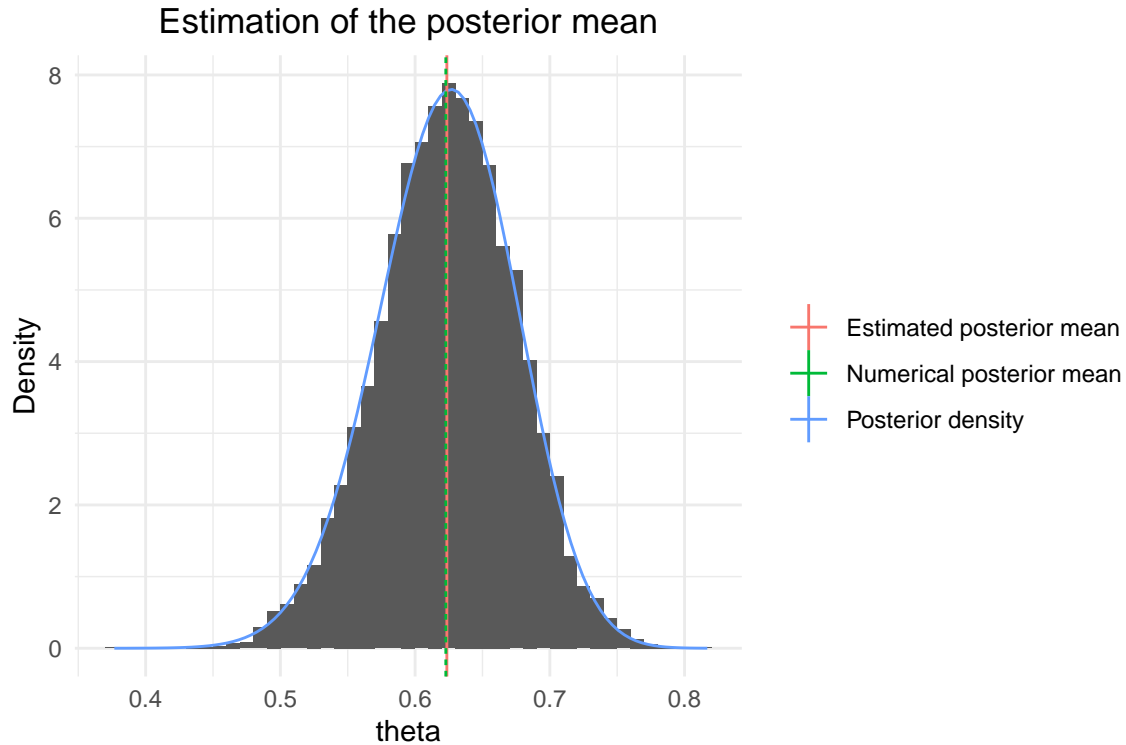 Estimation of the posterior mean
8
6
4
2
0
Density
0.4
0.5
0.6
0.7
0.8
theta
Estimated posterior mean
Numerical posterior mean
Posterior density